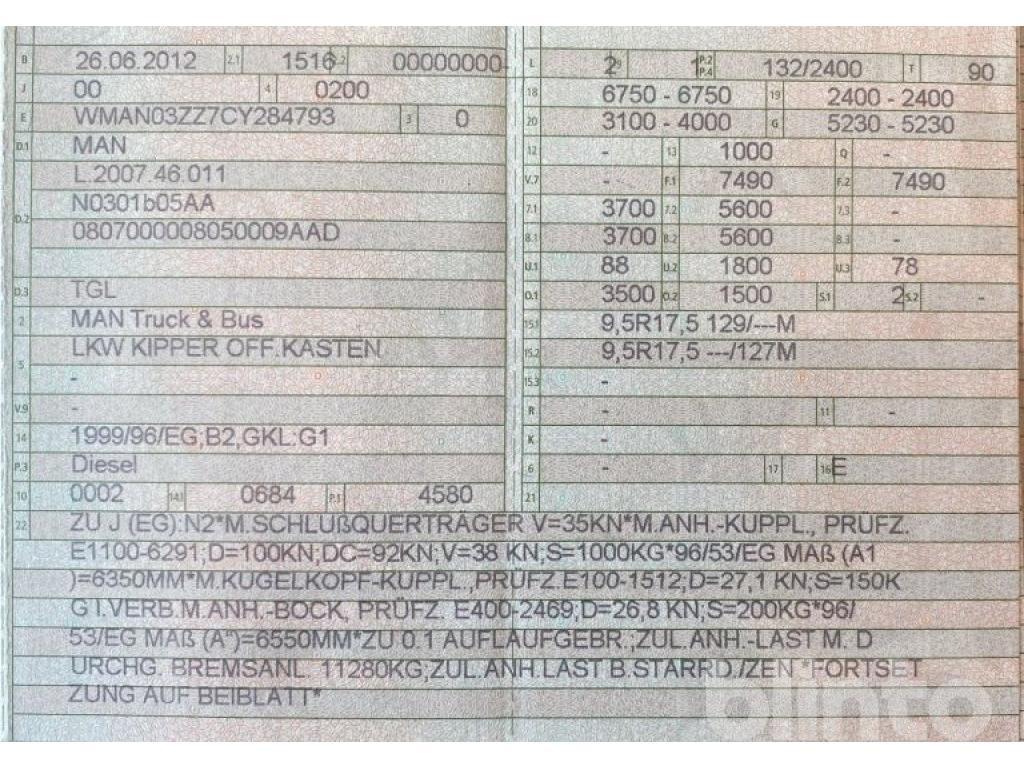 B 26.06.2012 2.1 1516 2.2 00000000
J 00 4 0200
E WMAN03ZZ7CY284793 3 0
D.1 MAN
L.2007.46.011
D.2 N0301b05AA
0807000008050009AAD
D.3 TGL
2 MAN Truck & Bus
5 LKW KIPPER OFF.KASTEN
-
V.9 -
14 1999/96/EG;B2,GKL:G1
P.3 Diesel
10 0002 14.1 0684 P.1 4580
L 2 9 1 P.2 P.4 132/2400 T 90
18 6750 - 6750 19 2400 - 2400
20 3100 - 4000 G 5230 - 5230
12 - 13 1000 Q -
V.7 - F.1 7490 F.2 7490
7.1 3700 7.2 5600 7.3 -
8.1 3700 8.2 5600 8.3 -
U.1 88 U.2 1800 U.3 78
O.1 3500 O.2 1500 S.1 2 S.2 -
15.1 9,5R17,5 129/---M
15.2 9,5R17,5 ---/127M
15.3 -
R - 11 -
K -
6 - 17 16 E
21
22 ZU J (EG):N2*M.SCHLUßQUERTRÄGER V=35KN*M.ANH.-KUPPL., PRÜFZ.
E1100-6291;D=100KN;DC=92KN;V=38 KN;S=1000KG*96/53/EG MAß (A1
)=6350MM*M.KUGELKOPF-KUPPL.,PRÜFZ.E100-1512;D=27,1 KN;S=150K
G I.VERB.M.ANH.-BOCK, PRÜFZ. E400-2469;D=26,8 KN;S=200KG*96/
53/EG MAß (A")=6550MM*ZU 0.1 AUFLAUFGEBR.;ZUL.ANH.-LAST M. D
URCHG. BREMSANL. 11280KG;ZUL.ANH.LAST B.STARRD./ZEN *FORTSET
ZUNG AUF BEIBLATT*
blinto